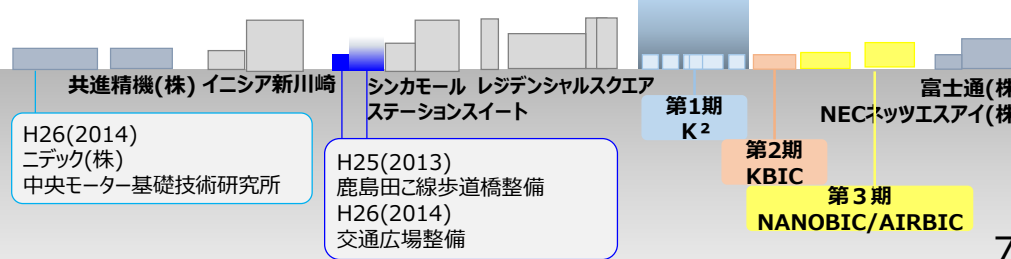 共進精機(株) イニシア新川崎
シンカモール レジデンシャルスクエア
ステーションスイート
富士通(株
NECネッツエスアイ(株
H26(2014)
ニデック(株)
中央モーター基礎技術研究所
H25(2013)
鹿島田こ線歩道橋整備
H26(2014)
交通広場整備
第1期
K²
第2期
KBIC
第３期
NANOBIC/AIRBIC
7